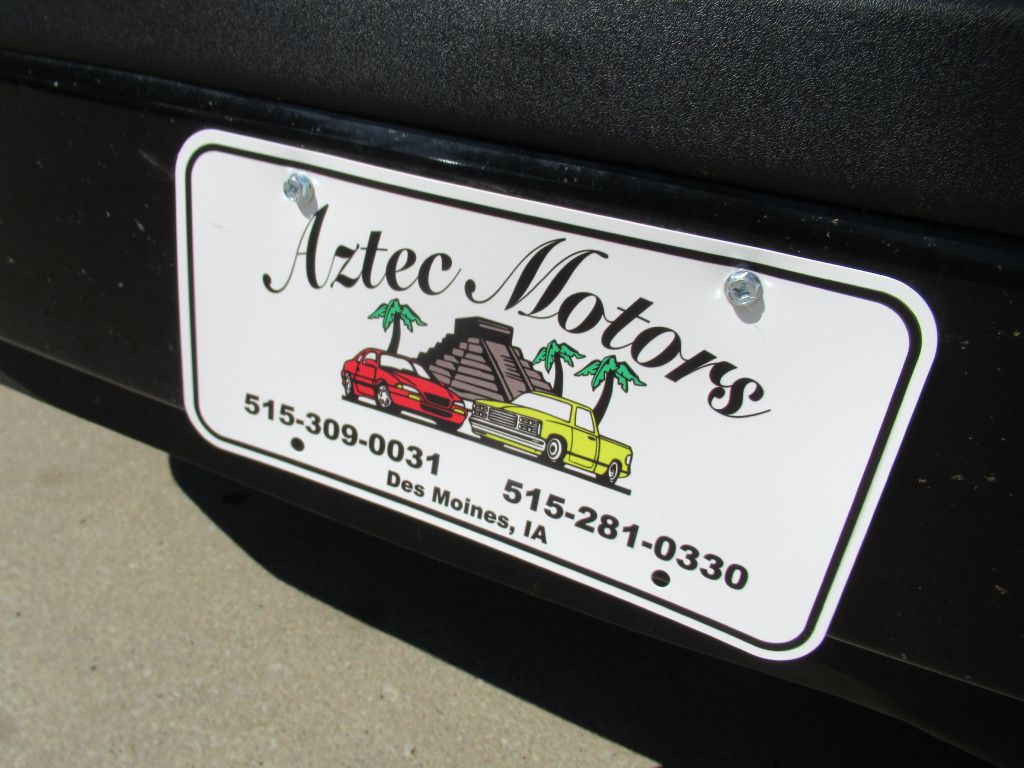 Aztec Motors
515-309-0031
515-281-0330
Des Moines, IA